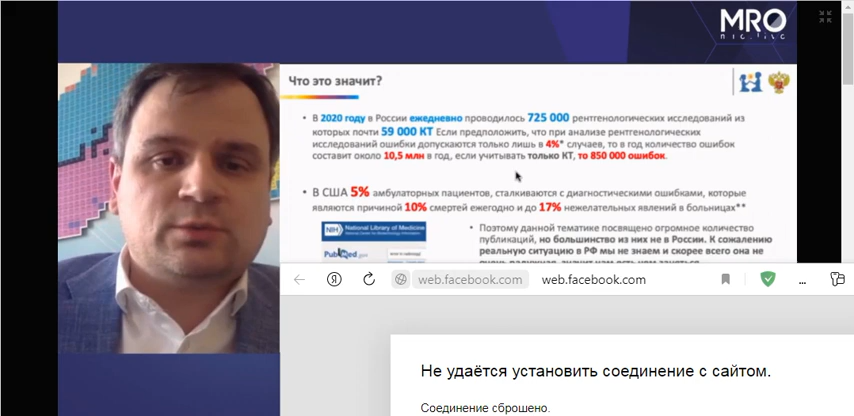 MRO
Что это значит?
• В 2020 году в России ежедневно проводилось 725 000 рентгенологических исследований из
которых почти 59 000 КТ Если предположить, что при анализе рентгенологических
исследований ошибки допускаются только лишь в 4%* случаев, то в год количество ошибок
составит около 10,5 млн в год, если учитывать только КТ, то 850 000 ошибок.
• В США 5% амбулаторных пациентов, сталкиваются с диагностическими ошибками, которые
являются причиной 10% смертей ежегодно и до 17% нежелательных явлений в больницах**
NIH National Library of Medicine
• Поэтому данной тематике посвящено огромное количество
публикаций, но большинство из них не в России. К сожалению
реальную ситуацию в РФ мы не знаем и скорее всего она не
web.facebook.com web.facebook.com
Не удаётся установить соединение с сайтом.
Соединение сброшено.